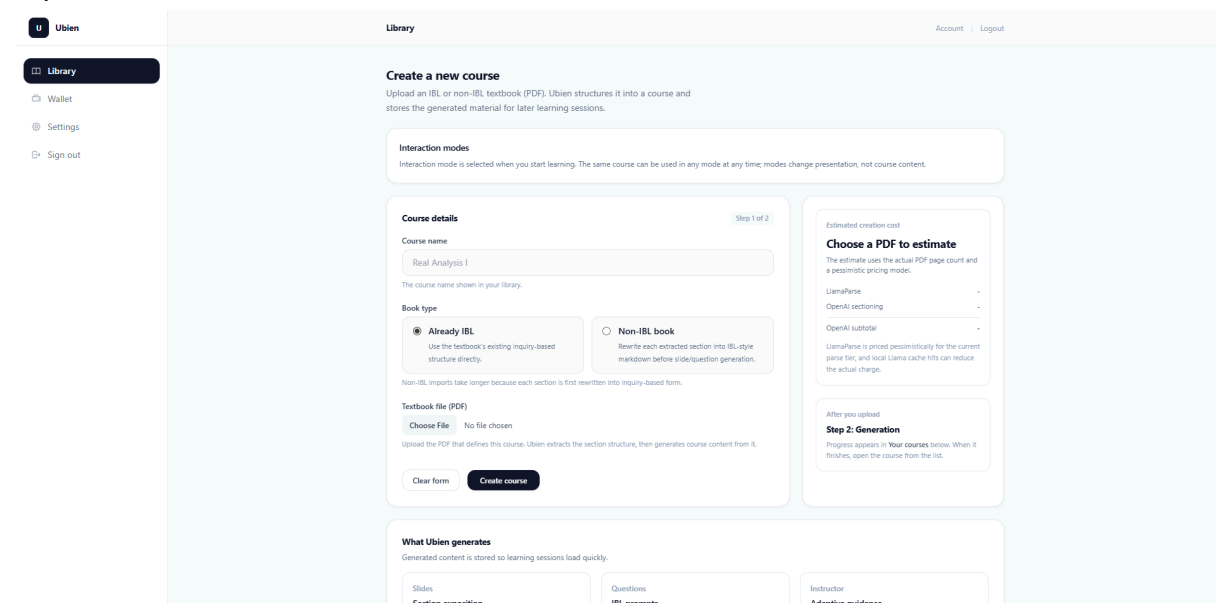 U Ubien
Library
Wallet
Settings
Sign out
Library
Account | Logout
Create a new course
Upload an IBL or non-IBL textbook (PDF). Ubien structures it into a course and
stores the generated material for later learning sessions.
Interaction modes
Interaction mode is selected when you start learning. The same course can be used in any mode at any time; modes change presentation, not course content.
Course details
Step 1 of 2
Course name
Real Analysis I
The course name shown in your library.
Book type
Already IBL
Use the textbook's existing inquiry-based
structure directly.
Non-IBL book
Rewrite each extracted section into IBL-style
markdown before slide/question generation.
Non-IBL imports take longer because each section is first rewritten into inquiry-based form.
Textbook file (PDF)
Choose File No file chosen
Upload the PDF that defines this course. Ubien extracts the section structure, then generates course content from it.
Clear form
Create course
Estimated creation cost
Choose a PDF to estimate
The estimate uses the actual PDF page count and
a pessimistic pricing model.
LlamaParse -
OpenAI sectioning -
OpenAI subtotal -
LlamaParse is priced pessimistically for the current
parse tier, and local Llama cache hits can reduce
the actual charge.
After you upload
Step 2: Generation
Progress appears in Your courses below. When it
finishes, open the course from the list.
What Ubien generates
Generated content is stored so learning sessions load quickly.
Slides
Section exposition
Questions
IBL prompts
Instructor
Adaptive guidance